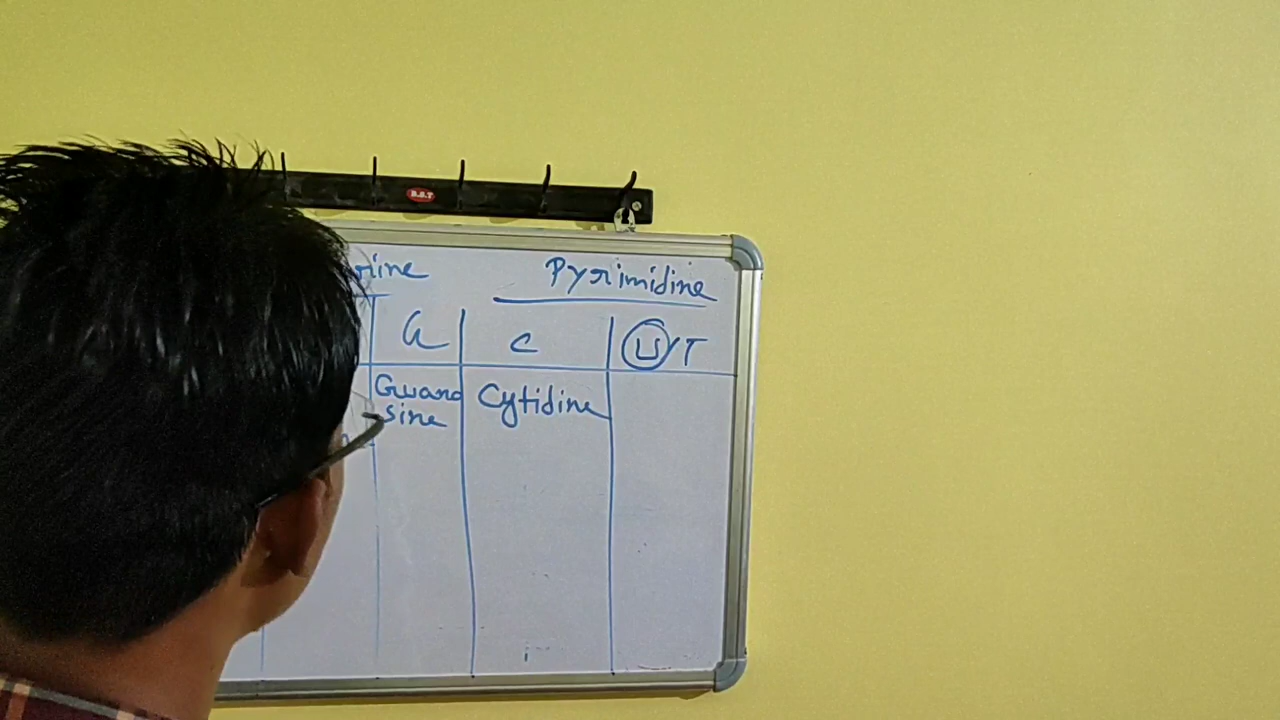 B.S.T
rine Pyrimidine
G C U/T
Guano Cytidine
sine